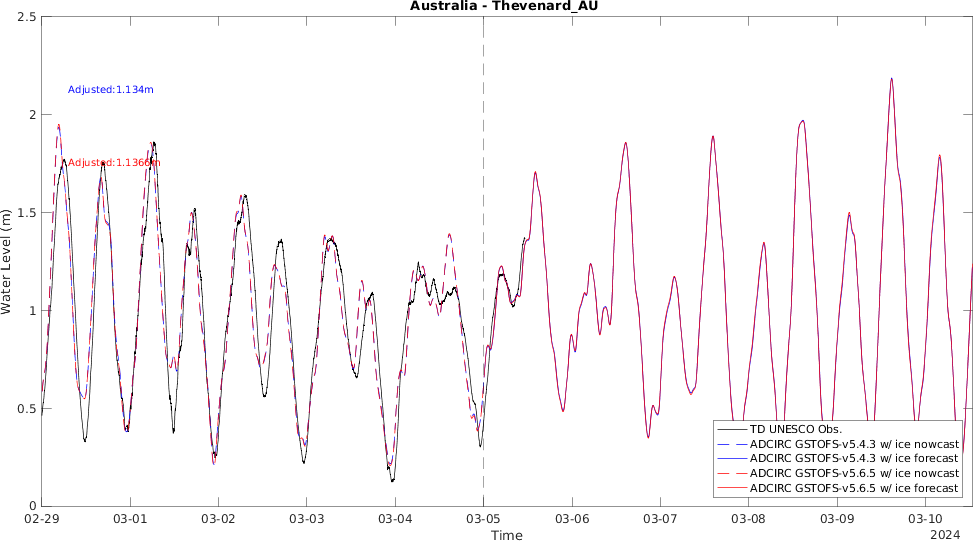 Australia - Thevenard_AU
2.5
2
1.5
1
0.5
0
Water Level (m)
Adjusted:1.134m
TD UNESCO Obs.
ADCIRC GSTOFS-v5.4.3 w/ ice nowcast
ADCIRC GSTOFS-v5.4.3 w/ ice forecast
ADCIRC GSTOFS-v5.6.5 w/ ice nowcast
ADCIRC GSTOFS-v5.6.5 w/ ice forecast
02-29 03-01 03-02 03-03 03-04 03-05 03-06 03-07 03-08 03-09 03-10
Time
2024